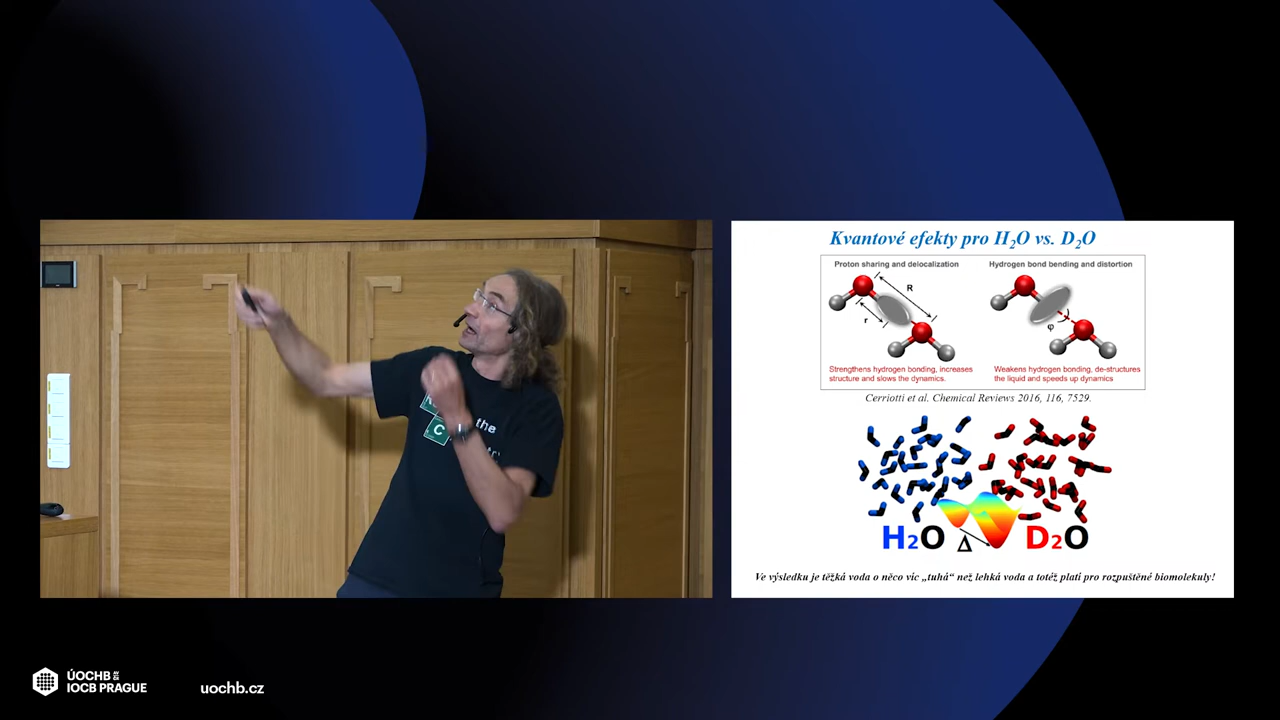 Kvantové efekty pro H₂O vs. D₂O
Proton sharing and delocalization
Hydrogen bond bending and distortion
R
r
φ
Strengthens hydrogen bonding, increases
structure and slows the dynamics.
Weakens hydrogen bonding, de-structures
the liquid and speeds up dynamics
Cerriotti et al. Chemical Reviews 2016, 116, 7529.
H₂O Δ D₂O
Ve výsledku je těžká voda o něco víc „tuhá“ než lehká voda a totéž platí pro rozpuštěné biomolekuly!
the
C
ÚOCHB
IOCB PRAGUE
uochb.cz